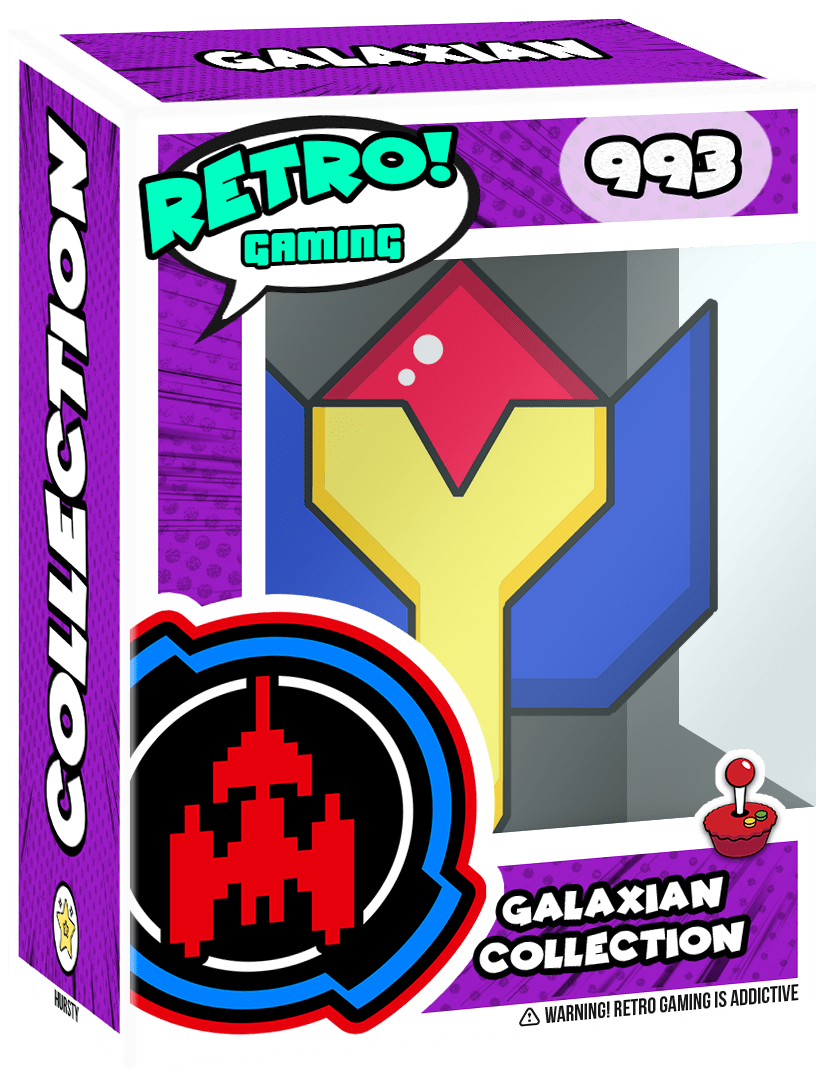 GALAXIAN
RETRO!
GAMING
993
COLLECTION
HURSTY
GALAXIAN
COLLECTION
WARNING! RETRO GAMING IS ADDICTIVE